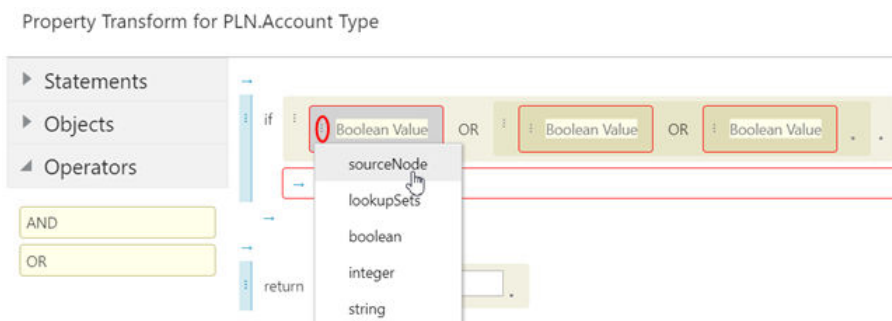 Property Transform for PLN.Account Type
Statements
Objects
Operators
AND
OR
if Boolean Value OR Boolean Value OR Boolean Value . .
sourceNode
lookupSets
boolean
integer
string
return .